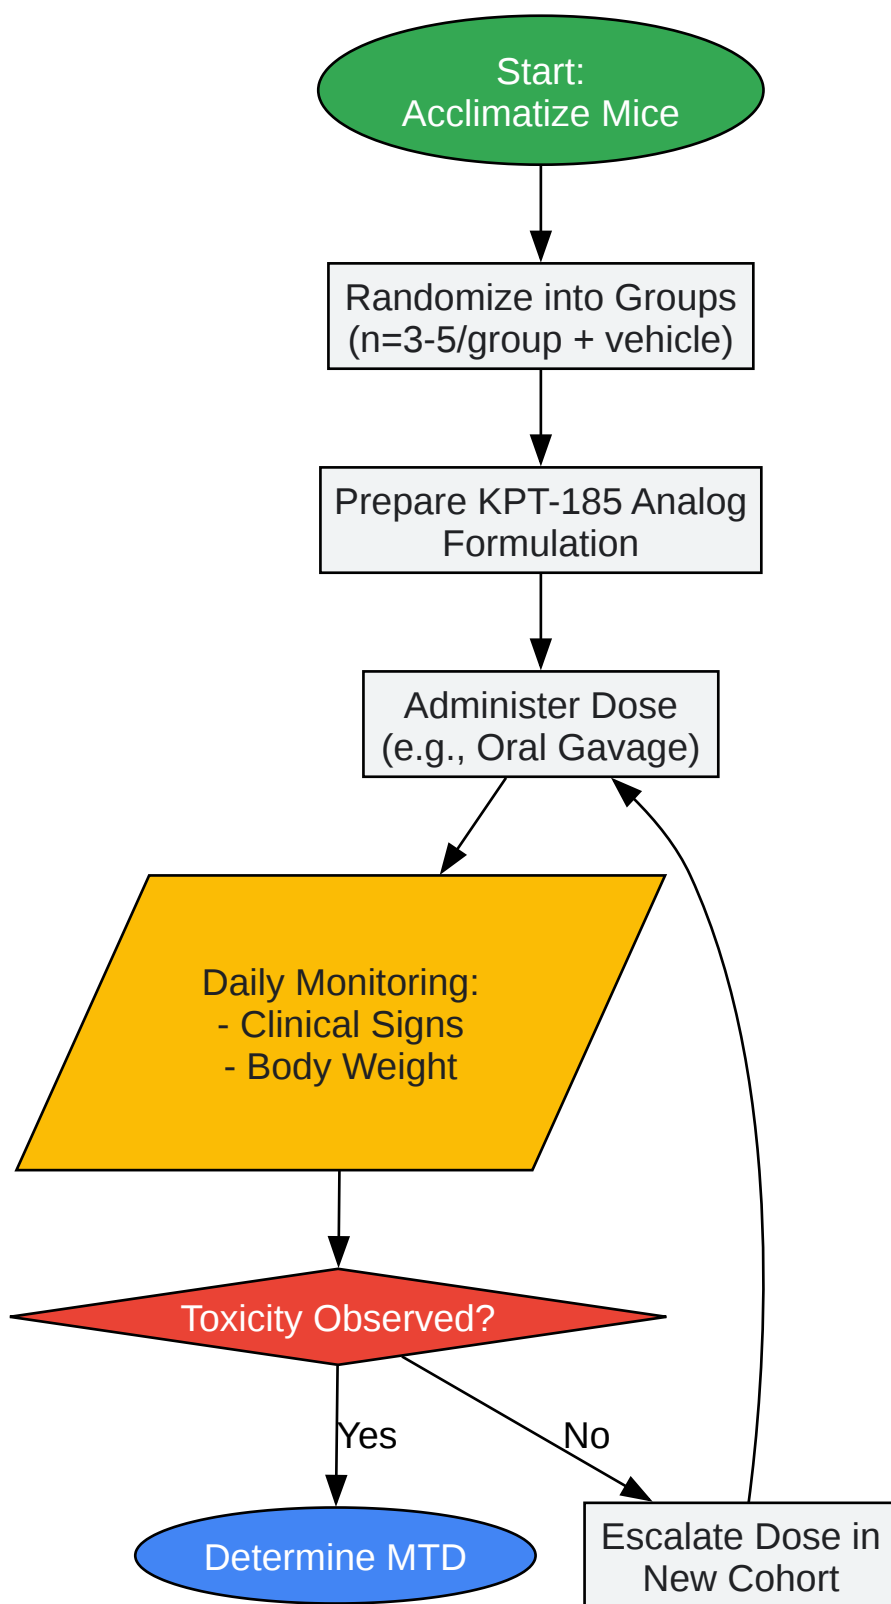 Start:
Acclimatize Mice
Randomize into Groups
(n=3-5/group + vehicle)
Prepare KPT-185 Analog
Formulation
Administer Dose
(e.g., Oral Gavage)
Daily Monitoring:
- Clinical Signs
- Body Weight
Toxicity Observed?
Yes
No
Determine MTD
Escalate Dose in
New Cohort